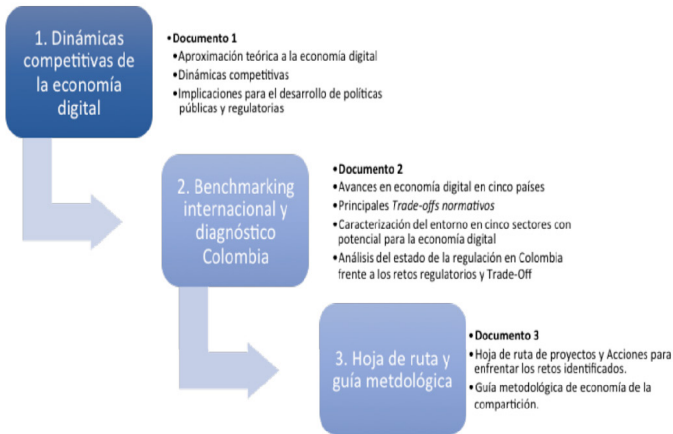 1. Dinámicas
competitivas de
la economía
digital
•Documento 1
•Aproximación teórica a la economía digital
•Dinámicas competitivas
•Implicaciones para el desarrollo de políticas
públicas y regulatorias
2. Benchmarking
internacional y
diagnóstico
Colombia
•Documento 2
•Avances en economía digital en cinco países
•Principales Trade-offs normativos
•Caracterización del entorno en cinco sectores con
potencial para la economía digital
•Análisis del estado de la regulación en Colombia
frente a los retos regulatorios y Trade-Off
3. Hoja de ruta y
guía metdológica
•Documento 3
•Hoja de ruta de proyectos y Acciones para
enfrentar los retos identificados.
•Guía metodológica de economía de la
compartición.